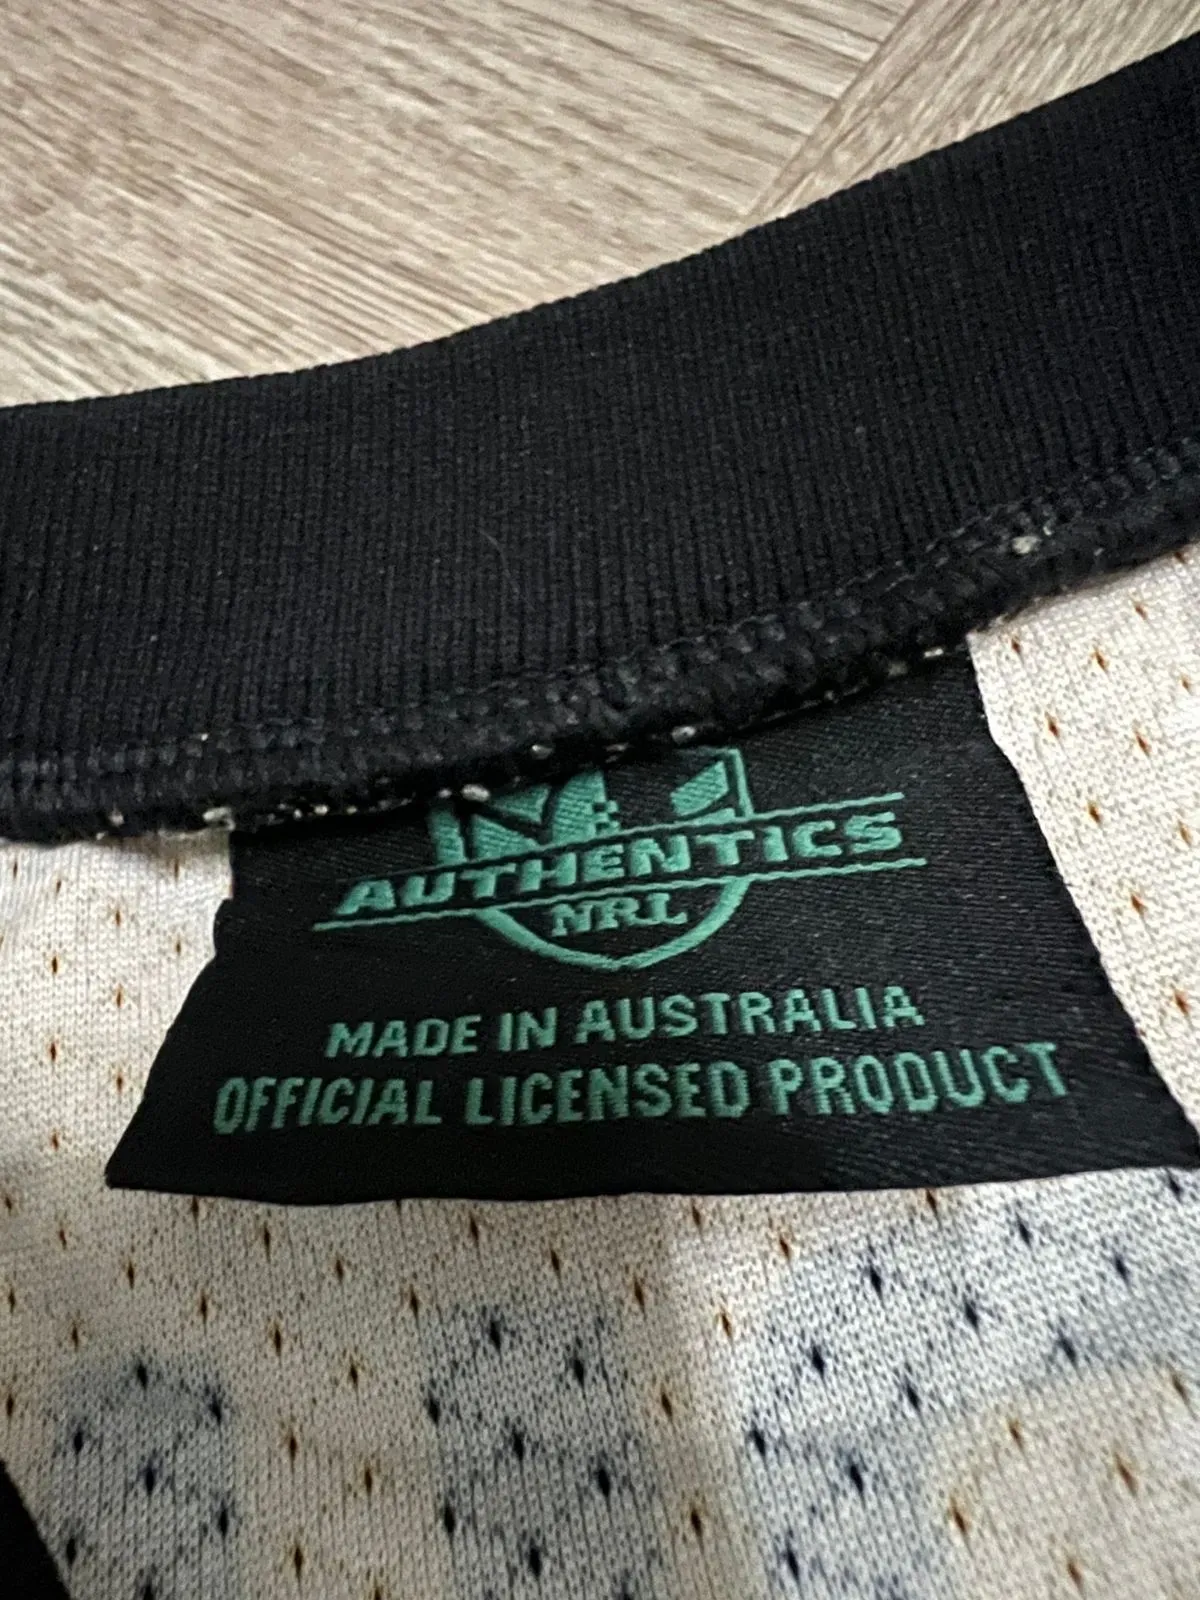 AUTHENTICS
NRL
MADE IN AUSTRALIA
OFFICIAL LICENSED PRODUCT